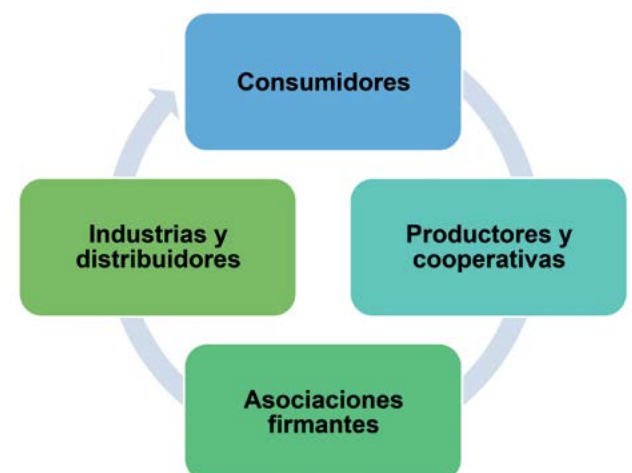 Consumidores
Productores y
cooperativas
Asociaciones
firmantes
Industrias y
distribuidores